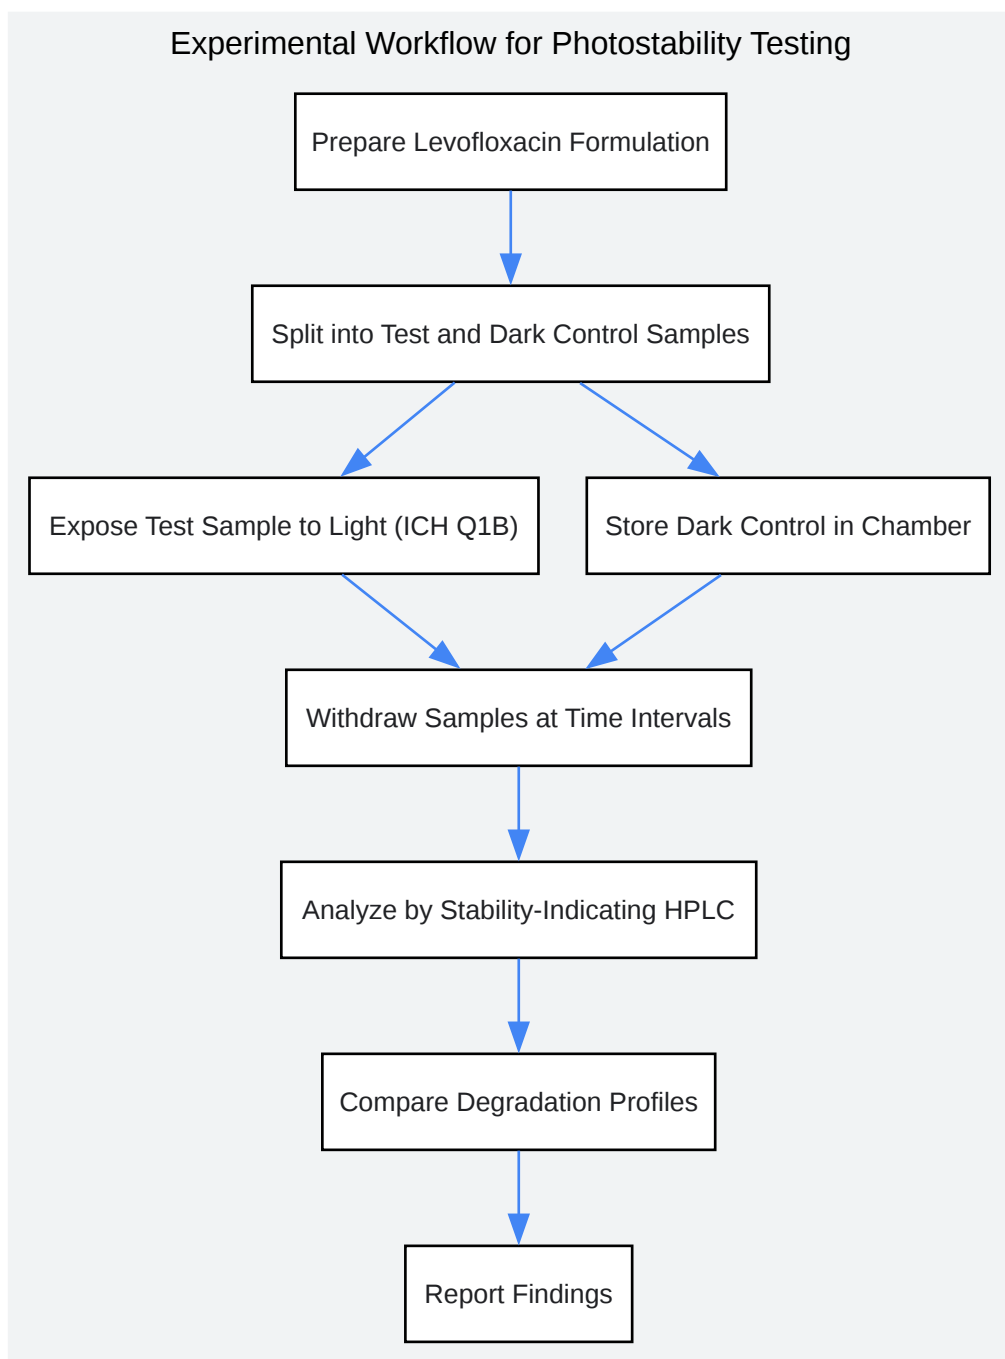 Experimental Workflow for Photostability Testing
Prepare Levofloxacin Formulation
Split into Test and Dark Control Samples
Expose Test Sample to Light (ICH Q1B)
Store Dark Control in Chamber
Withdraw Samples at Time Intervals
Analyze by Stability-Indicating HPLC
Compare Degradation Profiles
Report Findings